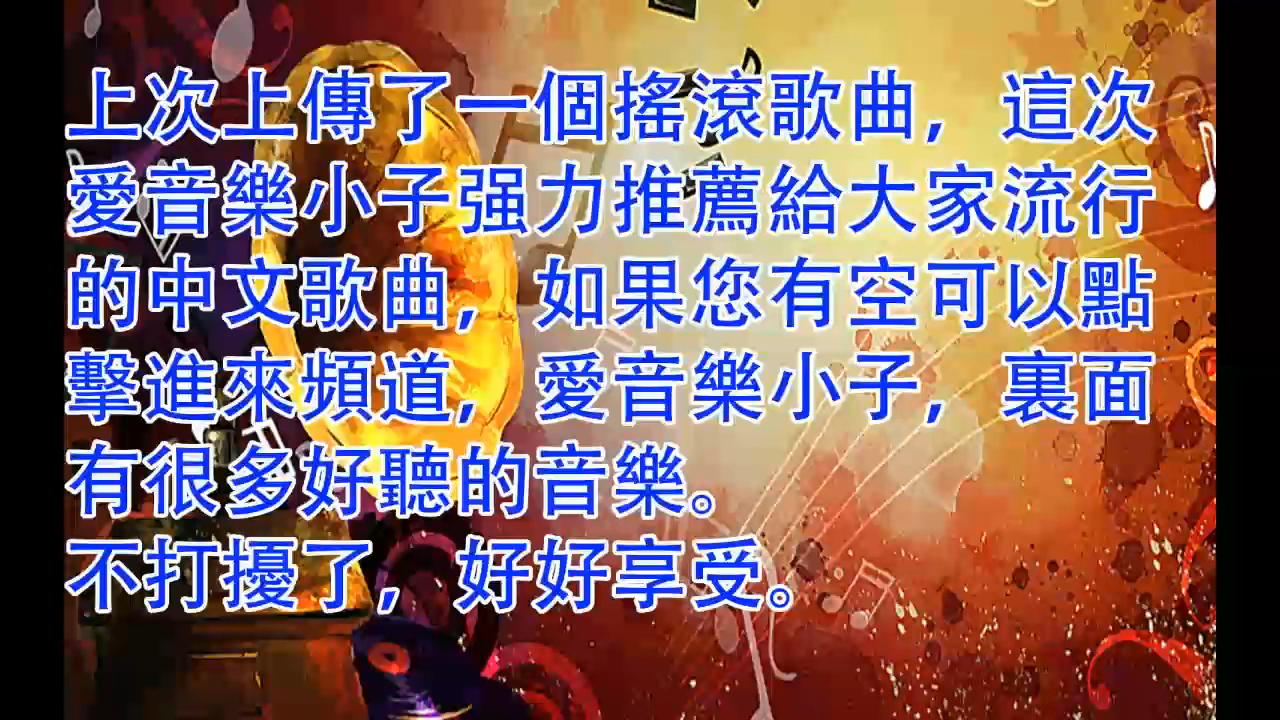 上次上傳了一個搖滾歌曲，這次
愛音樂小子强力推薦給大家流行
的中文歌曲，如果您有空可以點
擊進來頻道，愛音樂小子，裏面
有很多好聽的音樂。
不打擾了，好好享受。